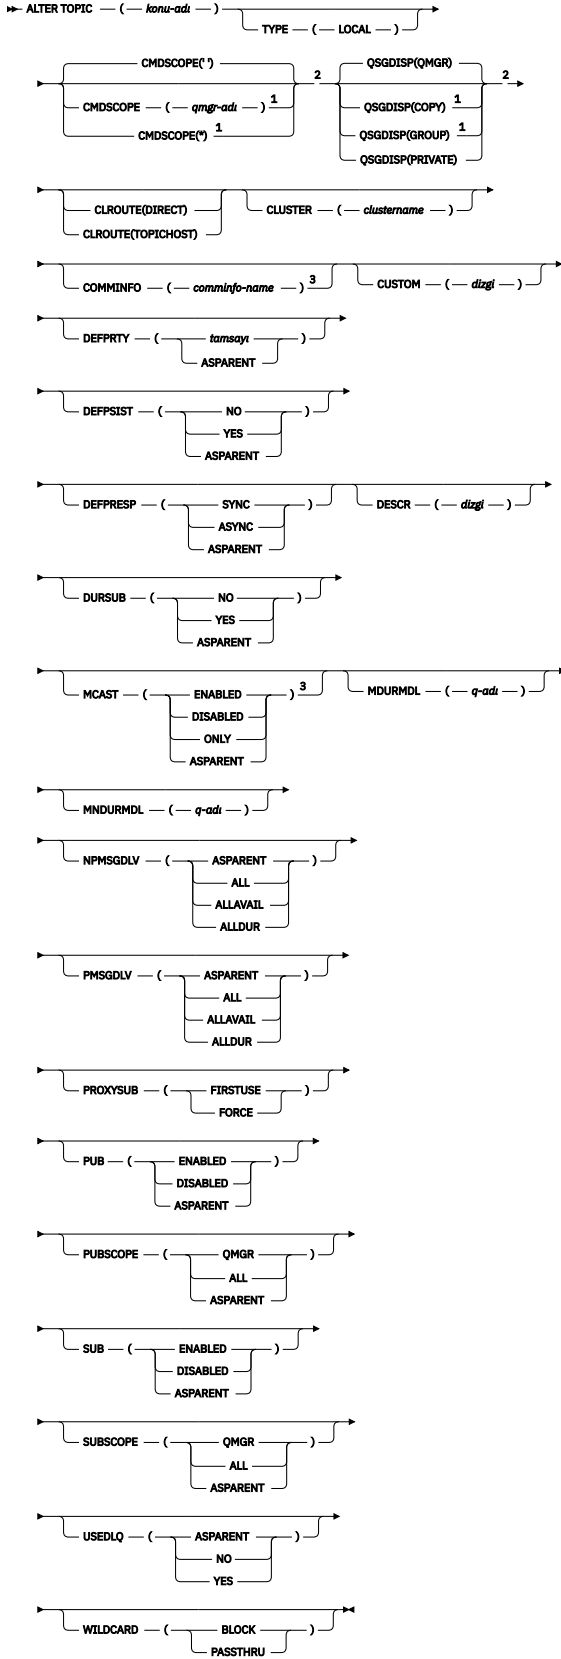 ALTER TOPIC ( konu-adı )
TYPE ( LOCAL )
CMDSCOPE(' ')
CMDSCOPE ( qmgr-adı ) 1
CMDSCOPE(*) 1
2
QSGDISP(QMGR)
QSGDISP(COPY) 1
QSGDISP(GROUP) 1
QSGDISP(PRIVATE)
2
CLROUTE(DIRECT)
CLROUTE(TOPICHOST)
CLUSTER ( clustername )
COMMINFO ( comminfo-name ) 3
CUSTOM ( dizgi )
DEFPRTY ( tamsayı )
ASPARENT
DEFPSIST ( NO )
YES
ASPARENT
DEFPRESP ( SYNC )
ASYNC
ASPARENT
DESCR ( dizgi )
DURSUB ( NO )
YES
ASPARENT
MCAST ( ENABLED ) 3
DISABLED
ONLY
ASPARENT
MDURMDL ( q-adı )
MNDURMDL ( q-adı )
NPMSGDLV ( ASPARENT )
ALL
ALLAVAIL
ALLDUR
PMSGDLV ( ASPARENT )
ALL
ALLAVAIL
ALLDUR
PROXYSUB ( FIRSTUSE )
FORCE
PUB ( ENABLED )
DISABLED
ASPARENT
PUBSCOPE ( QMGR )
ALL
ASPARENT
SUB ( ENABLED )
DISABLED
ASPARENT
SUBSCOPE ( QMGR )
ALL
ASPARENT
USEDLQ ( ASPARENT )
NO
YES
WILDCARD ( BLOCK )
PASSTHRU